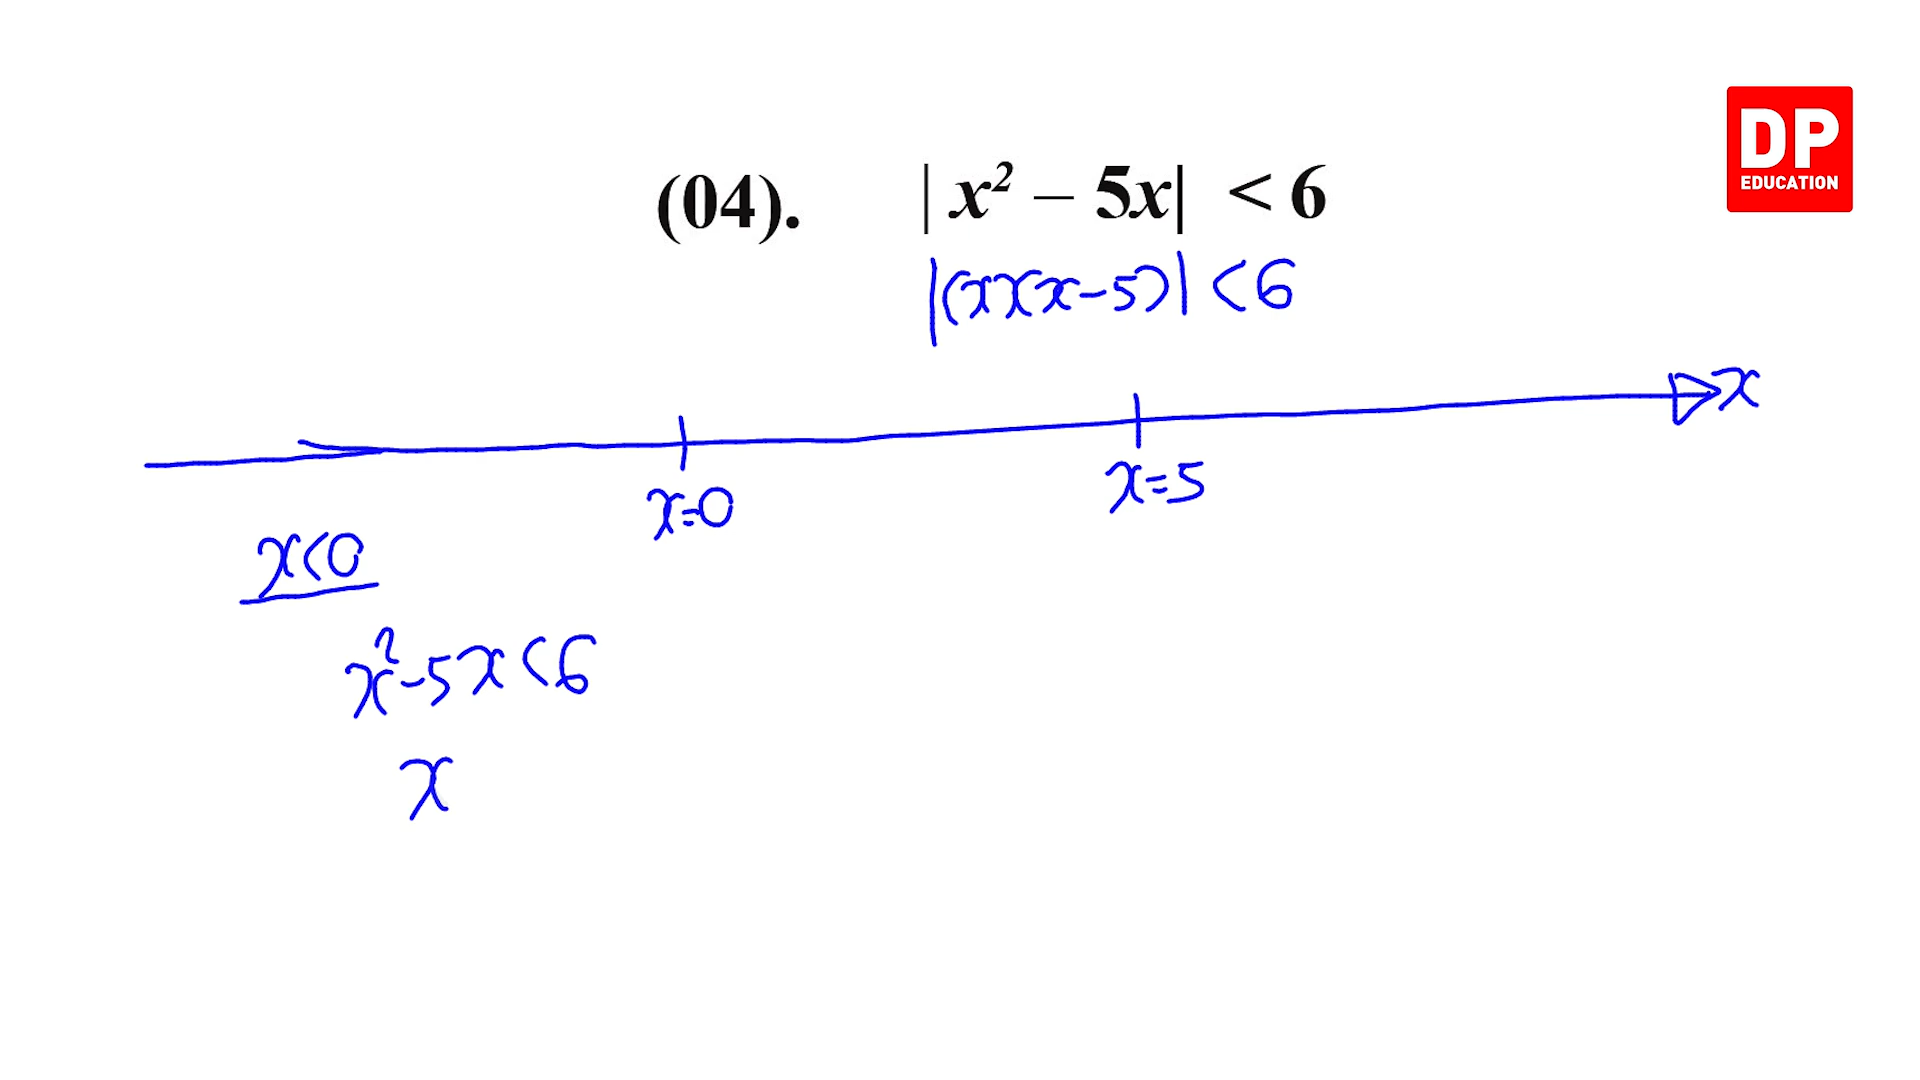 DP
EDUCATION
(04). | x² – 5x| < 6
|(x)(x-5)| <6
x
x=0
x=5
x<0
x²-5x<6
x